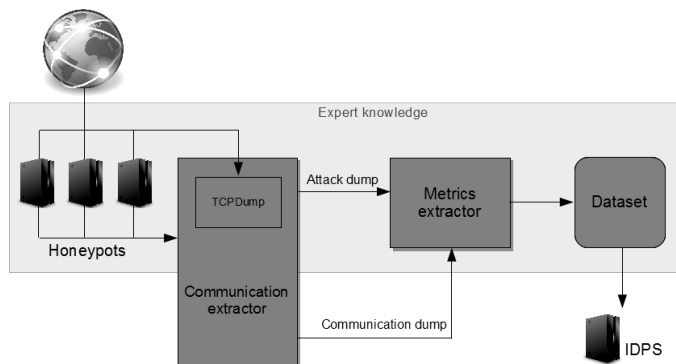 Expert knowledge
TCPDump
Attack dump
Metrics
extractor
Dataset
Honeypots
Communication
extractor
Communication dump
IDPS